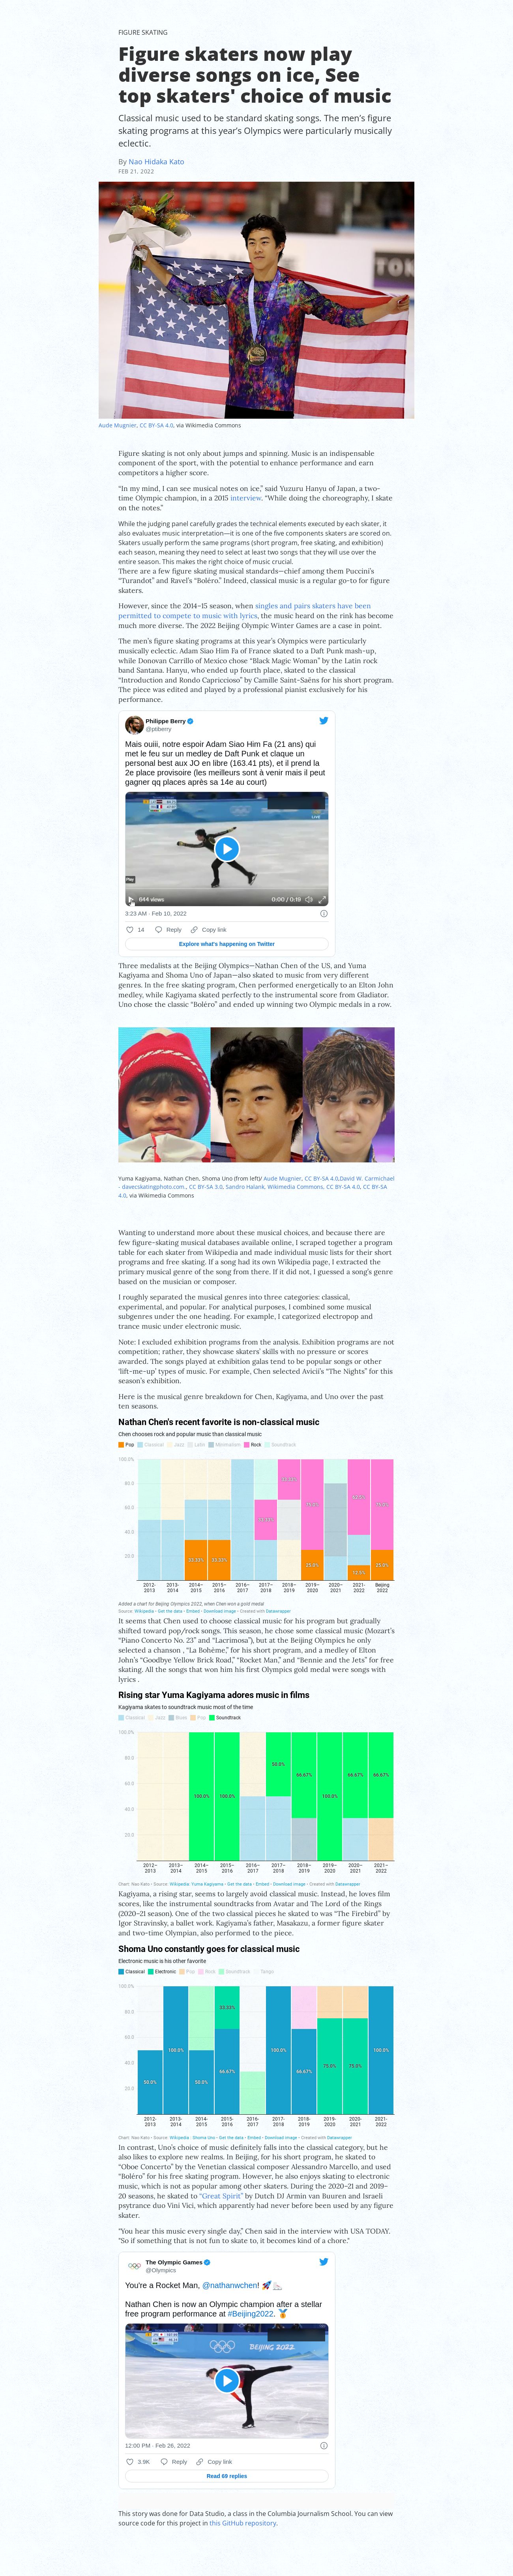 FIGURE SKATING
Figure skaters now play
diverse songs on ice, See
top skaters' choice of music
Classical music used to be standard skating songs. The men's figure
skating programs at this year's Olympics were particularly musically
eclectic.
By Nao Hidaka Kato
FEB 21, 2022
Aude Mugnier, CC BY-SA 4.0, via Wikimedia Commons
Figure skating is not only about jumps and spinning. Music is an indispensable
component of the sport, with the potential to enhance performance and earn
competitors a higher score.
"In my mind, I can see musical notes on ice," said Yuzuru Hanyu of Japan, a two-
time Olympic champion, in a 2015 interview. "While doing the choreography, I skate
on the notes."
While the judging panel carefully grades the technical elements executed by each skater, it
also evaluates music interpretation—it is one of the five components skaters are scored on.
Skaters usually perform the same programs (short program, free skating, and exhibition)
each season, meaning they need to select at least two songs that they will use over the
entire season. This makes the right choice of music crucial.
There are a few figure skating musical standards—chief among them Puccini's
"Turandot" and Ravel's "Boléro." Indeed, classical music is a regular go-to for figure
skaters.
However, since the 2014–15 season, when singles and pairs skaters have been
permitted to compete to music with lyrics, the music heard on the rink has become
much more diverse. The 2022 Beijing Olympic Winter Games are a case in point.
The men's figure skating programs at this year's Olympics were particularly
musically eclectic. Adam Siao Him Fa of France skated to a Daft Punk mash-up,
while Donovan Carrillo of Mexico chose "Black Magic Woman" by the Latin rock
band Santana. Hanyu, who ended up fourth place, skated to the classical
"Introduction and Rondo Capriccioso" by Camille Saint-Saëns for his short program.
The piece was edited and played by a professional pianist exclusively for his
performance.
Philippe Berry
@ptiberry
Mais ouiii, notre espoir Adam Siao Him Fa (21 ans) qui
met le feu sur un medley de Daft Punk et claque un
personal best aux JO en libre (163.41 pts), et il prend la
2e place provisoire (les meilleurs sont à venir mais il peut
gagner qq places après sa 14e au court)
LIVE
644 views
0:00 / 0:19
3:23 AM · Feb 10, 2022
14 Reply Copy link
Explore what's happening on Twitter
Three medalists at the Beijing Olympics—Nathan Chen of the US, and Yuma
Kagiyama and Shoma Uno of Japan—also skated to music from very different
genres. In the free skating program, Chen performed energetically to an Elton John
medley, while Kagiyama skated perfectly to the instrumental score from Gladiator.
Uno chose the classic "Boléro" and ended up winning two Olympic medals in a row.
Yuma Kagiyama, Nathan Chen, Shoma Uno (from left)/ Aude Mugnier, CC BY-SA 4.0,David W. Carmichael
- davecskatingphoto.com., CC BY-SA 3.0, Sandro Halank, Wikimedia Commons, CC BY-SA 4.0, CC BY-SA
4.0, via Wikimedia Commons
Wanting to understand more about these musical choices, and because there are
few figure-skating musical databases available online, I scraped together a program
table for each skater from Wikipedia and made individual music lists for their short
programs and free skating. If a song had its own Wikipedia page, I extracted the
primary musical genre of the song from there. If it did not, I guessed a song's genre
based on the musician or composer.
I roughly separated the musical genres into three categories: classical,
experimental, and popular. For analytical purposes, I combined some musical
subgenres under the one heading. For example, I categorized electropop and
trance music under electronic music.
Note: I excluded exhibition programs from the analysis. Exhibition programs are not
competition; rather, they showcase skaters' skills with no pressure or scores
awarded. The songs played at exhibition galas tend to be popular songs or other
'lift-me-up' types of music. For example, Chen selected Avicii's "The Nights" for this
season's exhibition.
Here is the musical genre breakdown for Chen, Kagiyama, and Uno over the past
ten seasons.
Nathan Chen's recent favorite is non-classical music
Chen chooses rock and popular music than classical music
Pop Classical Jazz Latin Minimalism Rock Soundtrack
100.0%
80.0
60.0
40.0
20.0
33.33% 33.33%
33.33%
33.33%
75.0%
25.0%
62.5%
12.5%
75.0%
25.0%
2012-2013 2013-2014 2014–2015 2015–2016 2016–2017 2017–2018 2018–2019 2019–2020 2020–2021 2021-2022 Beijing 2022
Added a chart for Beijing Olympics 2022, when Chen won a gold medal
Source: Wikipedia • Get the data • Embed • Download image • Created with Datawrapper
It seems that Chen used to choose classical music for his program but gradually
shifted toward pop/rock songs. This season, he chose some classical music (Mozart's
"Piano Concerto No. 23" and "Lacrimosa"), but at the Beijing Olympics he only
selected a chanson , "La Bohème," for his short program, and a medley of Elton
John's "Goodbye Yellow Brick Road," "Rocket Man," and "Bennie and the Jets" for free
skating. All the songs that won him his first Olympics gold medal were songs with
lyrics .
Rising star Yuma Kagiyama adores music in films
Kagiyama skates to soundtrack music most of the time
Classical Jazz Blues Pop Soundtrack
100.0%
80.0
60.0
40.0
20.0
100.0% 100.0%
50.0%
66.67%
100.0%
66.67% 66.67%
2012–2013 2013–2014 2014–2015 2015–2016 2016–2017 2017–2018 2018–2019 2019–2020 2020–2021 2021–2022
Chart: Nao Kato • Source: Wikipedia: Yuma Kagiyama • Get the data • Embed • Download image • Created with Datawrapper
Kagiyama, a rising star, seems to largely avoid classical music. Instead, he loves film
scores, like the instrumental soundtracks from Avatar and The Lord of the Rings
(2020–21 season). One of the two classical pieces he skated to was "The Firebird" by
Igor Stravinsky, a ballet work. Kagiyama's father, Masakazu, a former figure skater
and two-time Olympian, also performed to the piece.
Shoma Uno constantly goes for classical music
Electronic music is his other favorite
Classical Electronic Pop Rock Soundtrack Tango
100.0%
80.0
60.0
40.0
20.0
50.0%
100.0%
50.0%
33.33%
66.67%
100.0%
66.67%
75.0% 75.0%
100.0%
2012-2013 2013-2014 2014-2015 2015-2016 2016-2017 2017-2018 2018-2019 2019-2020 2020-2021 2021-2022
Chart: Nao Kato • Source: Wikipedia : Shoma Uno • Get the data • Embed • Download image • Created with Datawrapper
In contrast, Uno's choice of music definitely falls into the classical category, but he
also likes to explore new realms. In Beijing, for his short program, he skated to
"Oboe Concerto" by the Venetian classical composer Alessandro Marcello, and used
"Boléro" for his free skating program. However, he also enjoys skating to electronic
music, which is not as popular among other skaters. During the 2020–21 and 2019–
20 seasons, he skated to "Great Spirit" by Dutch DJ Armin van Buuren and Israeli
psytrance duo Vini Vici, which apparently had never before been used by any figure
skater.
"You hear this music every single day," Chen said in the interview with USA TODAY.
"So if something that is not fun to skate to, it becomes kind of a chore."
The Olympic Games
@Olympics
You're a Rocket Man, @nathanwchen!
Nathan Chen is now an Olympic champion after a stellar
free program performance at #Beijing2022.
BEIJING 2022
12:00 PM · Feb 26, 2022
3.9K Reply Copy link
Read 69 replies
This story was done for Data Studio, a class in the Columbia Journalism School. You can view
source code for this project in this GitHub repository.